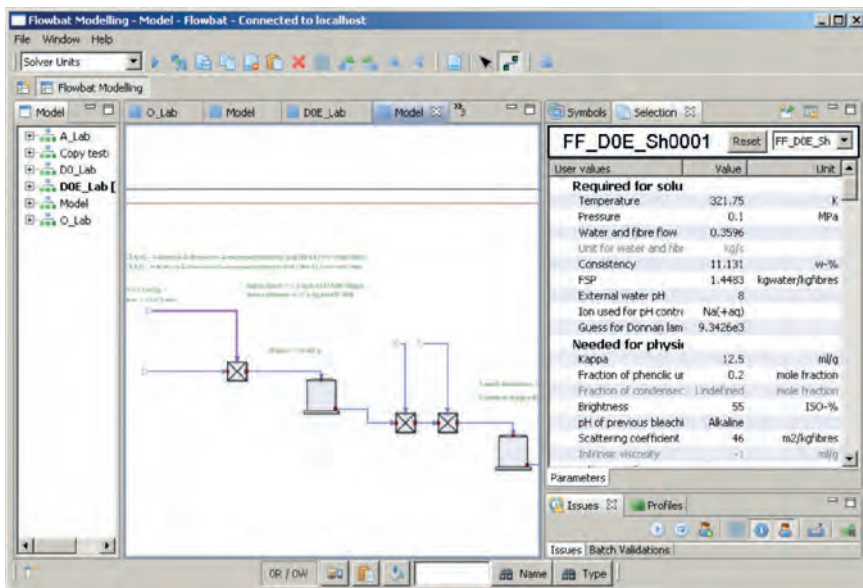 Flowbat Modelling - Model - Flowbat - Connected to localhost
File Window Help
Solver Units
Flowbat Modelling
Model
O_Lab
Model
D0E_Lab
Model
»3
Symbols
Selection
A_Lab
Copy testi
D0_Lab
D0E_Lab [
Model
O_Lab
FF_D0E_Sh0001
Reset
FF_D0E_Sh
User values Value Unit
Required for solu
Temperature 321.75 K
Pressure 0.1 MPa
Water and fibre flow 0.3596
Unit for water and fibr kg/s
Consistency 11.131 w-%
FSP 1.4483 kgwater/kgfibres
External water pH 8
Ion used for pH contr Na(+aq)
Guess for Donnan lam 9.3426e3
Needed for physi
Kappa 12.5 ml/g
Fraction of phenolic ur 0.2 mole fraction
Fraction of condensec Undefined mole fraction
Brightness 55 ISO-%
pH of previous bleachi Alkaline
Scattering coefficient 46 m2/kgfibres
Intrinsic viscosity -1 ml/g
Parameters
Issues
Profiles
Issues Batch Validations
0R / 0W
Name
Type